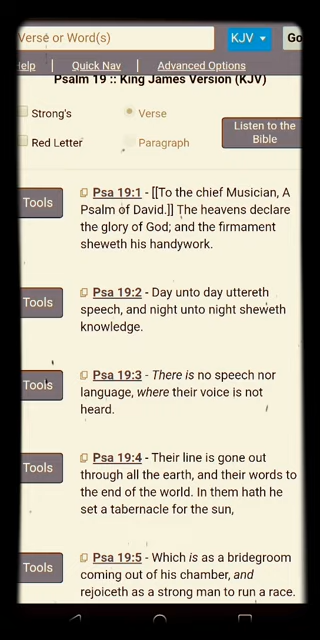 Verse or Word(s)
KJV
Go
Help | Quick Nav | Advanced Options
Psalm 19 :: King James Version (KJV)
Strong's
Verse
Red Letter
Paragraph
Listen to the
Bible
Tools
Psa 19:1 - [[To the chief Musician, A
Psalm of David.]] The heavens declare
the glory of God; and the firmament
sheweth his handywork.
Tools
Psa 19:2 - Day unto day uttereth
speech, and night unto night sheweth
knowledge.
Tools
Psa 19:3 - There is no speech nor
language, where their voice is not
heard.
Tools
Psa 19:4 - Their line is gone out
through all the earth, and their words to
the end of the world. In them hath he
set a tabernacle for the sun,
Tools
Psa 19:5 - Which is as a bridegroom
coming out of his chamber, and
rejoiceth as a strong man to run a race.